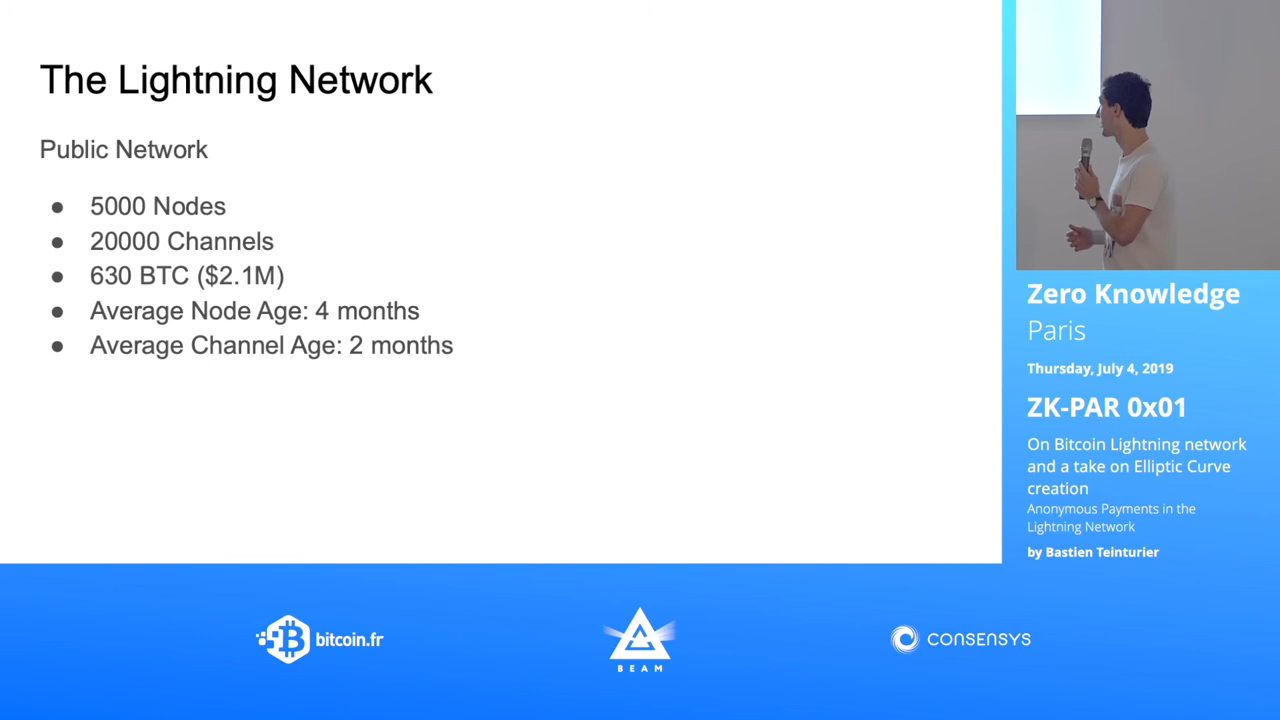 The Lightning Network
Public Network
● 5000 Nodes
● 20000 Channels
● 630 BTC ($2.1M)
● Average Node Age: 4 months
● Average Channel Age: 2 months
Zero Knowledge
Paris
Thursday, July 4, 2019
ZK-PAR 0x01
On Bitcoin Lightning network
and a take on Elliptic Curve
creation
Anonymous Payments in the
Lightning Network
by Bastien Teinturier
bitcoin.fr
BEAM
CONSENSYS